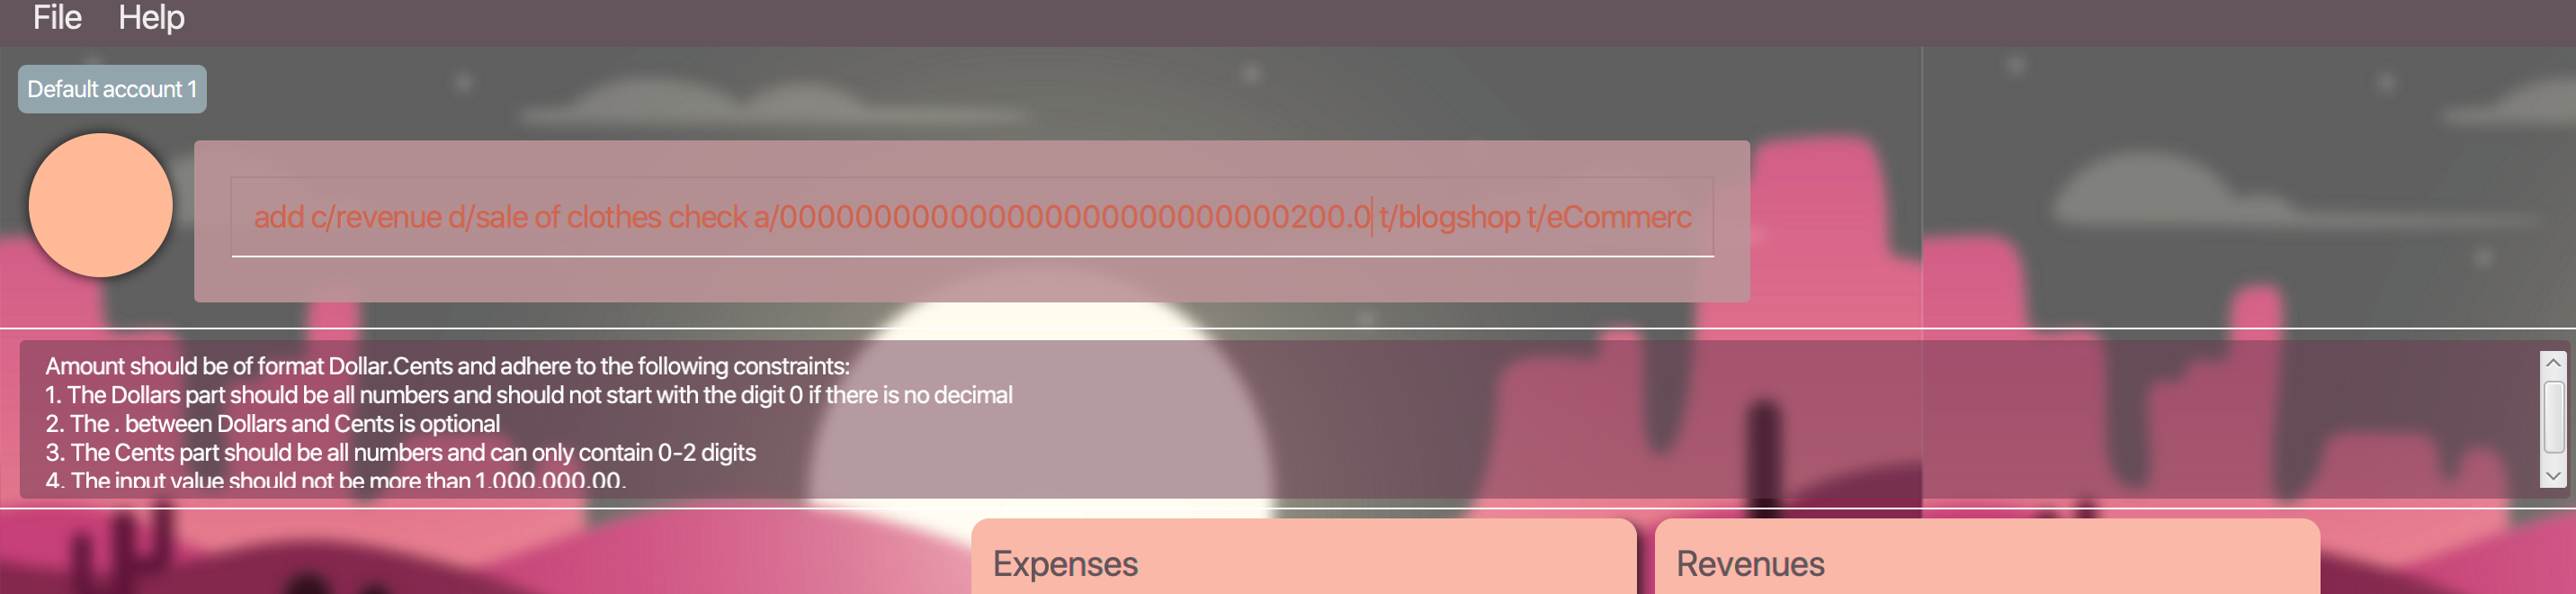 File Help
Default account 1
add c/revenue d/sale of clothes check a/000000000000000000000000000200.0 t/blogshop t/eCommerc
Amount should be of format Dollar.Cents and adhere to the following constraints:
1. The Dollars part should be all numbers and should not start with the digit 0 if there is no decimal
2. The . between Dollars and Cents is optional
3. The Cents part should be all numbers and can only contain 0-2 digits
4. The input value should not be more than 1,000,000.00.
Expenses
Revenues